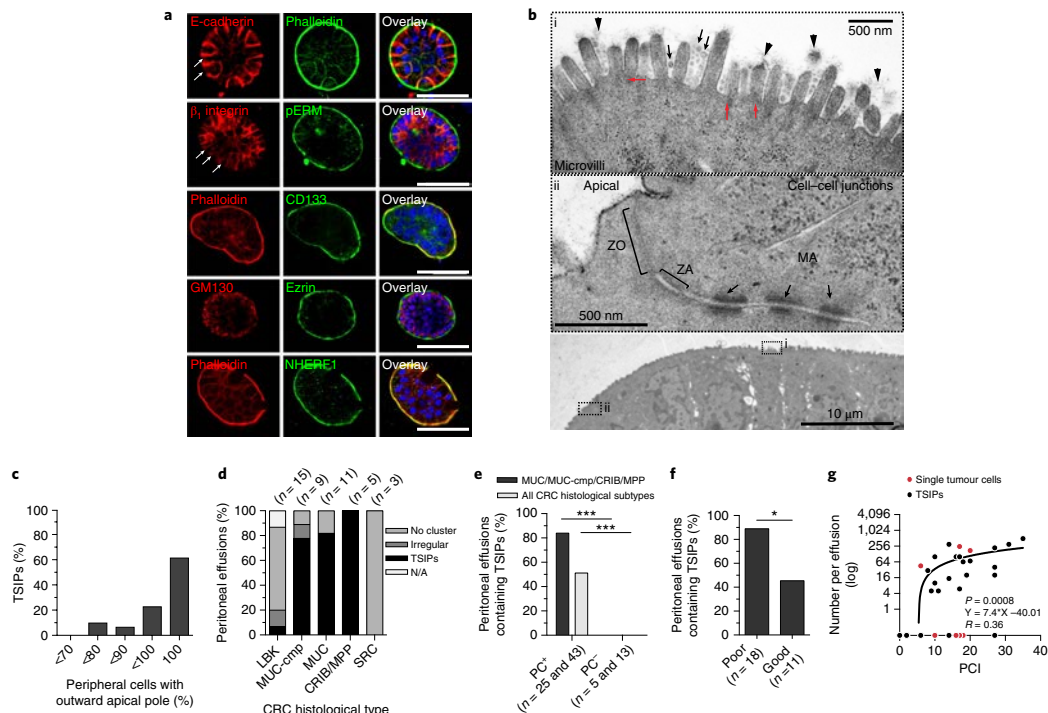 a
E-cadherin
Phalloidin
Overlay
β1 integrin
pERM
Overlay
Phalloidin
CD133
Overlay
GM130
Ezrin
Overlay
Phalloidin
NHERF1
Overlay
b
i
500 nm
Microvilli
ii
Apical
Cell–cell junctions
ZO
ZA
MA
500 nm
i
ii
10 μm
c
TSIPs (%)
100
80
60
40
20
0
<70
<80
<90
<100
100
Peripheral cells with
outward apical pole (%)
d
(n = 15)
(n = 9)
(n = 11)
(n = 5)
(n = 3)
Peritoneal effusions (%)
100
80
60
40
20
0
No cluster
Irregular
TSIPs
N/A
LBK
MUC-cmp
MUC
CRIB/MPP
SRC
CRC histological type
e
MUC/MUC-cmp/CRIB/MPP
All CRC histological subtypes
Peritoneal effusions
containing TSIPs (%)
100
80
60
40
20
0
***
***
PC+
(n = 25 and 43)
PC–
(n = 5 and 13)
f
Peritoneal effusions
containing TSIPs (%)
100
80
60
40
20
0
*
Poor
(n = 18)
Good
(n =11)
g
Single tumour cells
TSIPs
Number per effusion
(log)
4,096
1,024
256
64
16
4
1
P = 0.0008
Y = 7.4*X –40.01
R = 0.36
0
10
20
30
40
PCI